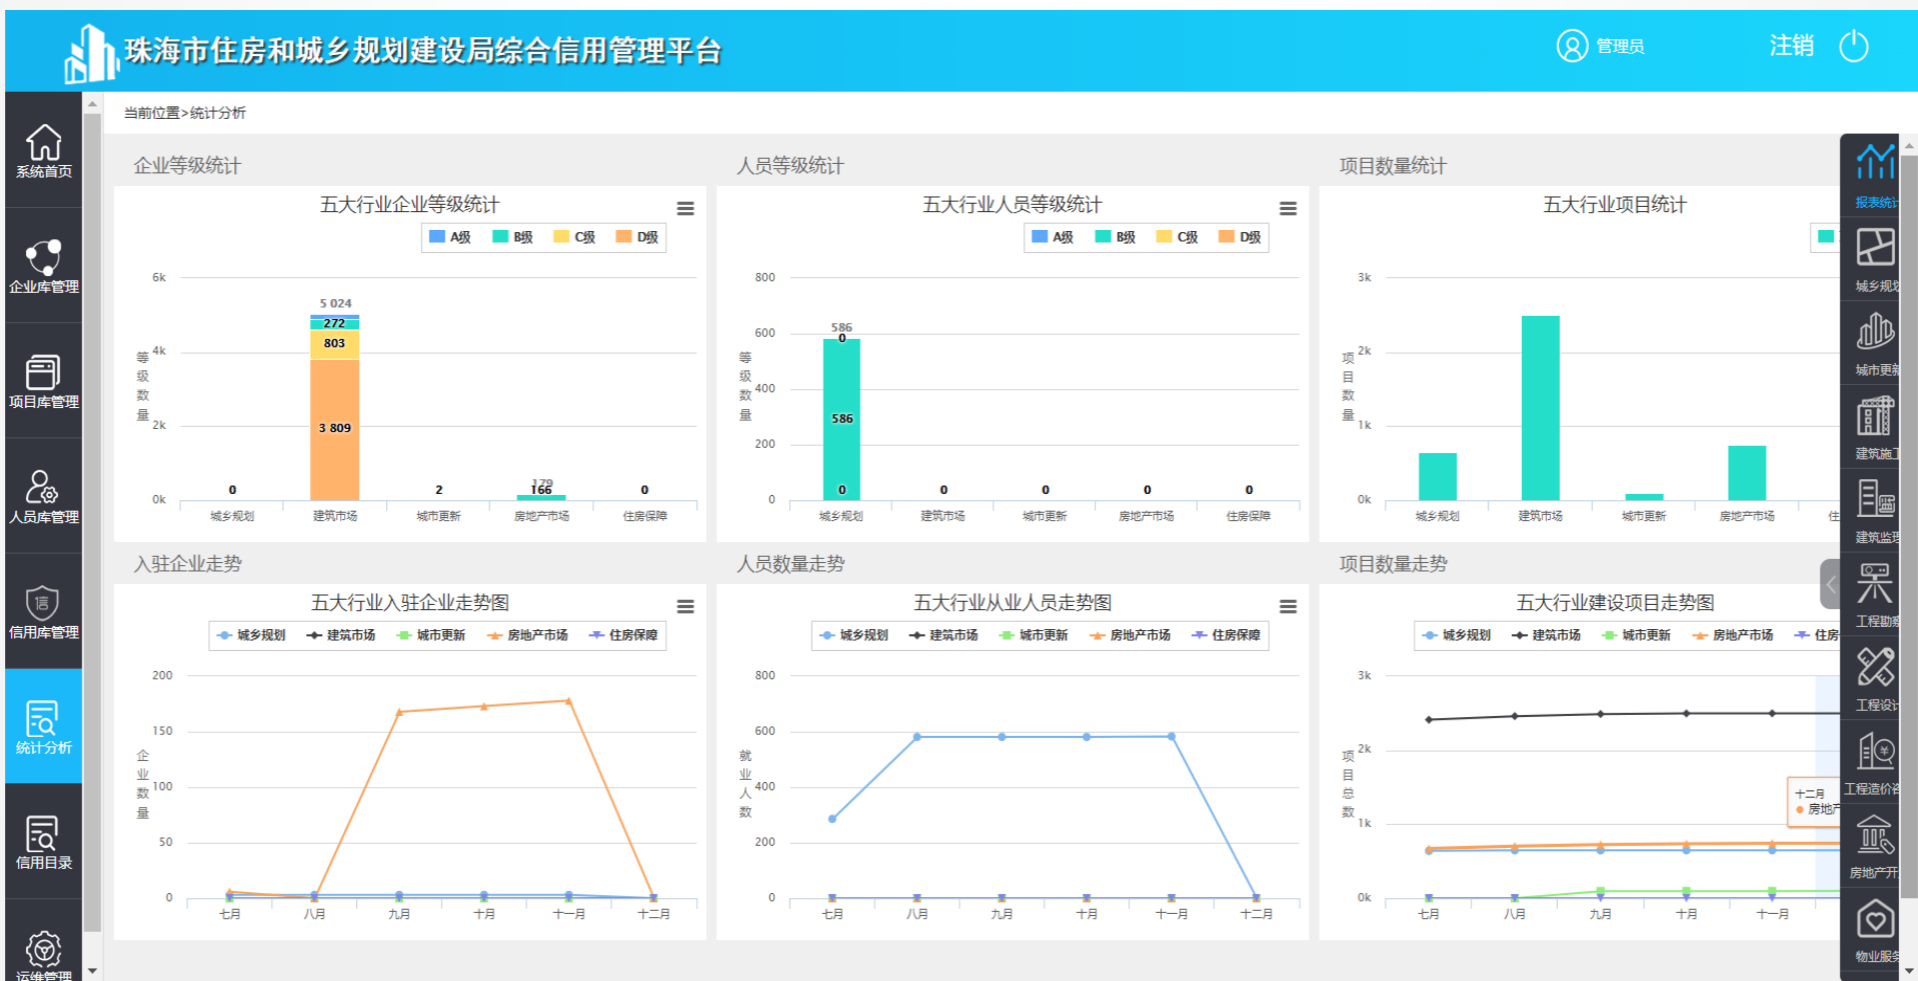 珠海市住房和城乡规划建设局综合信用管理平台
管理员
注销
当前位置>统计分析
系统首页
企业库管理
项目库管理
人员库管理
信
信用库管理
统计分析
信用目录
运维管理
企业等级统计
五大行业企业等级统计
A级 B级 C级 D级
等级数量
6k
4k
2k
0k
5 024
272
803
3 809
0
2
179
166
0
城乡规划 建筑市场 城市更新 房地产市场 住房保障
人员等级统计
五大行业人员等级统计
A级 B级 C级 D级
等级数量
800
600
400
200
0
586
0
586
0
0 0 0 0
城乡规划 建筑市场 城市更新 房地产市场 住房保障
项目数量统计
五大行业项目统计
项目数量
3k
2k
1k
0k
城乡规划 建筑市场 城市更新 房地产市场 住
入驻企业走势
五大行业入驻企业走势图
城乡规划 建筑市场 城市更新 房地产市场 住房保障
企业数量
200
150
100
50
0
七月 八月 九月 十月 十一月 十二月
人员数量走势
五大行业从业人员走势图
城乡规划 建筑市场 城市更新 房地产市场 住房保障
就业人数
800
600
400
200
0
七月 八月 九月 十月 十一月 十二月
项目数量走势
五大行业建设项目走势图
城乡规划 建筑市场 城市更新 房地产市场 住房
项目总数
3k
2k
1k
0k
十二月
房地产
七月 八月 九月 十月 十一月
报表统计
城乡规划
城市更新
建筑施工
建筑监理
工程勘察
工程设计
¥
工程造价咨
房地产开
物业服务